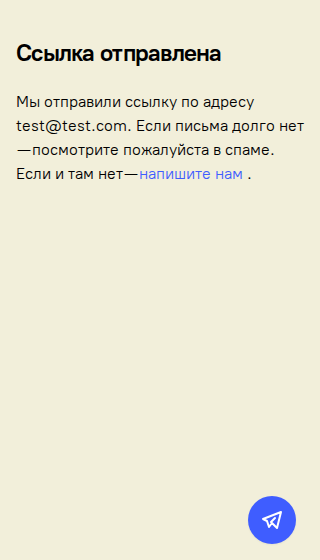 Ссылка отправлена
Мы отправили ссылку по адресу
test@test.com. Если письма долго нет
—посмотрите пожалуйста в спаме.
Если и там нет—напишите нам .